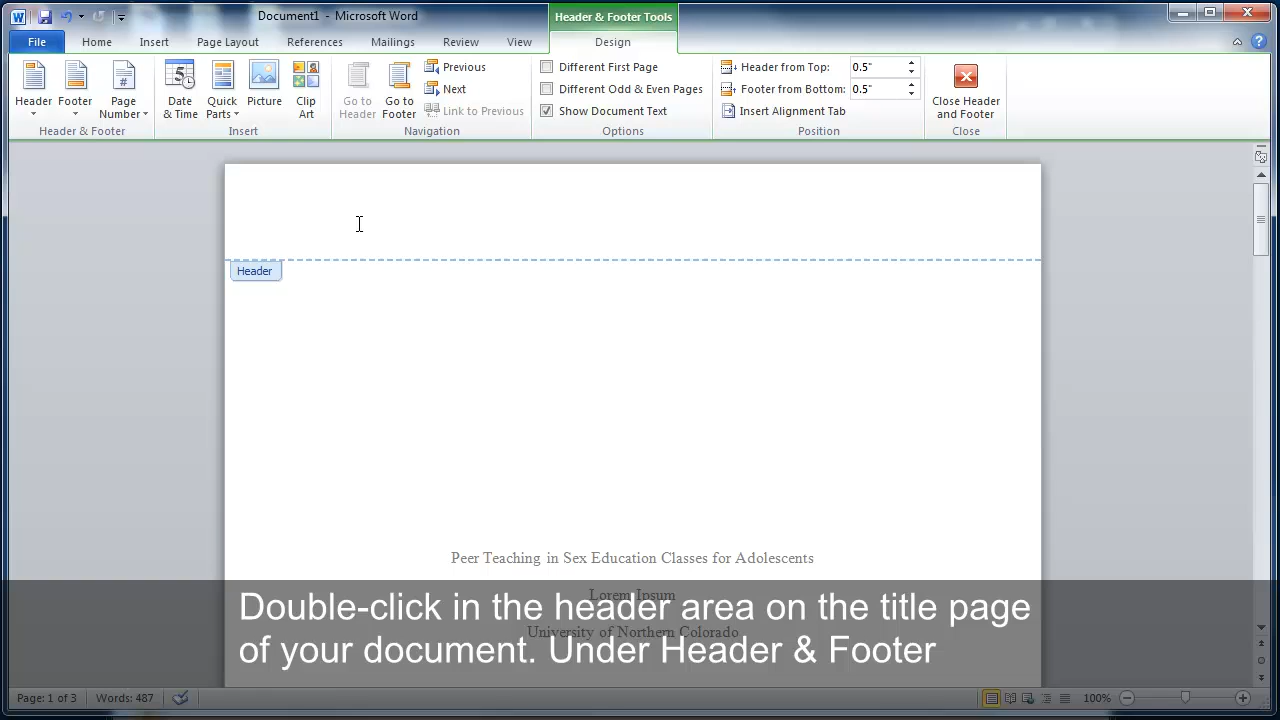 Document1 - Microsoft Word
Header & Footer Tools
File Home Insert Page Layout References Mailings Review View Design
Header
Footer
Page
Number
Header & Footer
Date
& Time
Quick
Parts
Picture
Clip
Art
Insert
Go to
Header
Go to
Footer
Previous
Next
Link to Previous
Navigation
Different First Page
Different Odd & Even Pages
Show Document Text
Options
Header from Top: 0.5"
Footer from Bottom: 0.5"
Insert Alignment Tab
Position
Close Header
and Footer
Close
Header
Peer Teaching in Sex Education Classes for Adolescents
Lorem Ipsum
University of Northern Colorado
Double-click in the header area on the title page
of your document. Under Header & Footer
Page: 1 of 3 Words: 487 100%